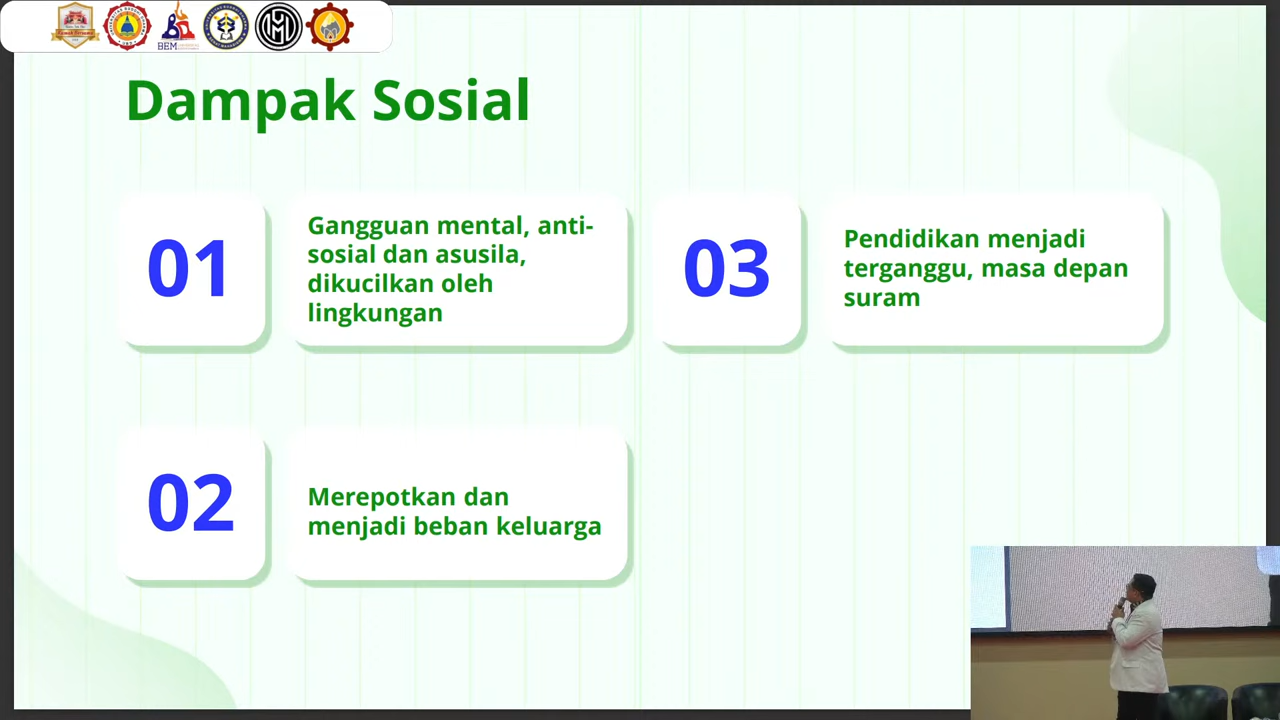 BEM
Dampak Sosial
01
Gangguan mental, anti-
sosial dan asusila,
dikucilkan oleh
lingkungan
02
Merepotkan dan
menjadi beban keluarga
03
Pendidikan menjadi
terganggu, masa depan
suram